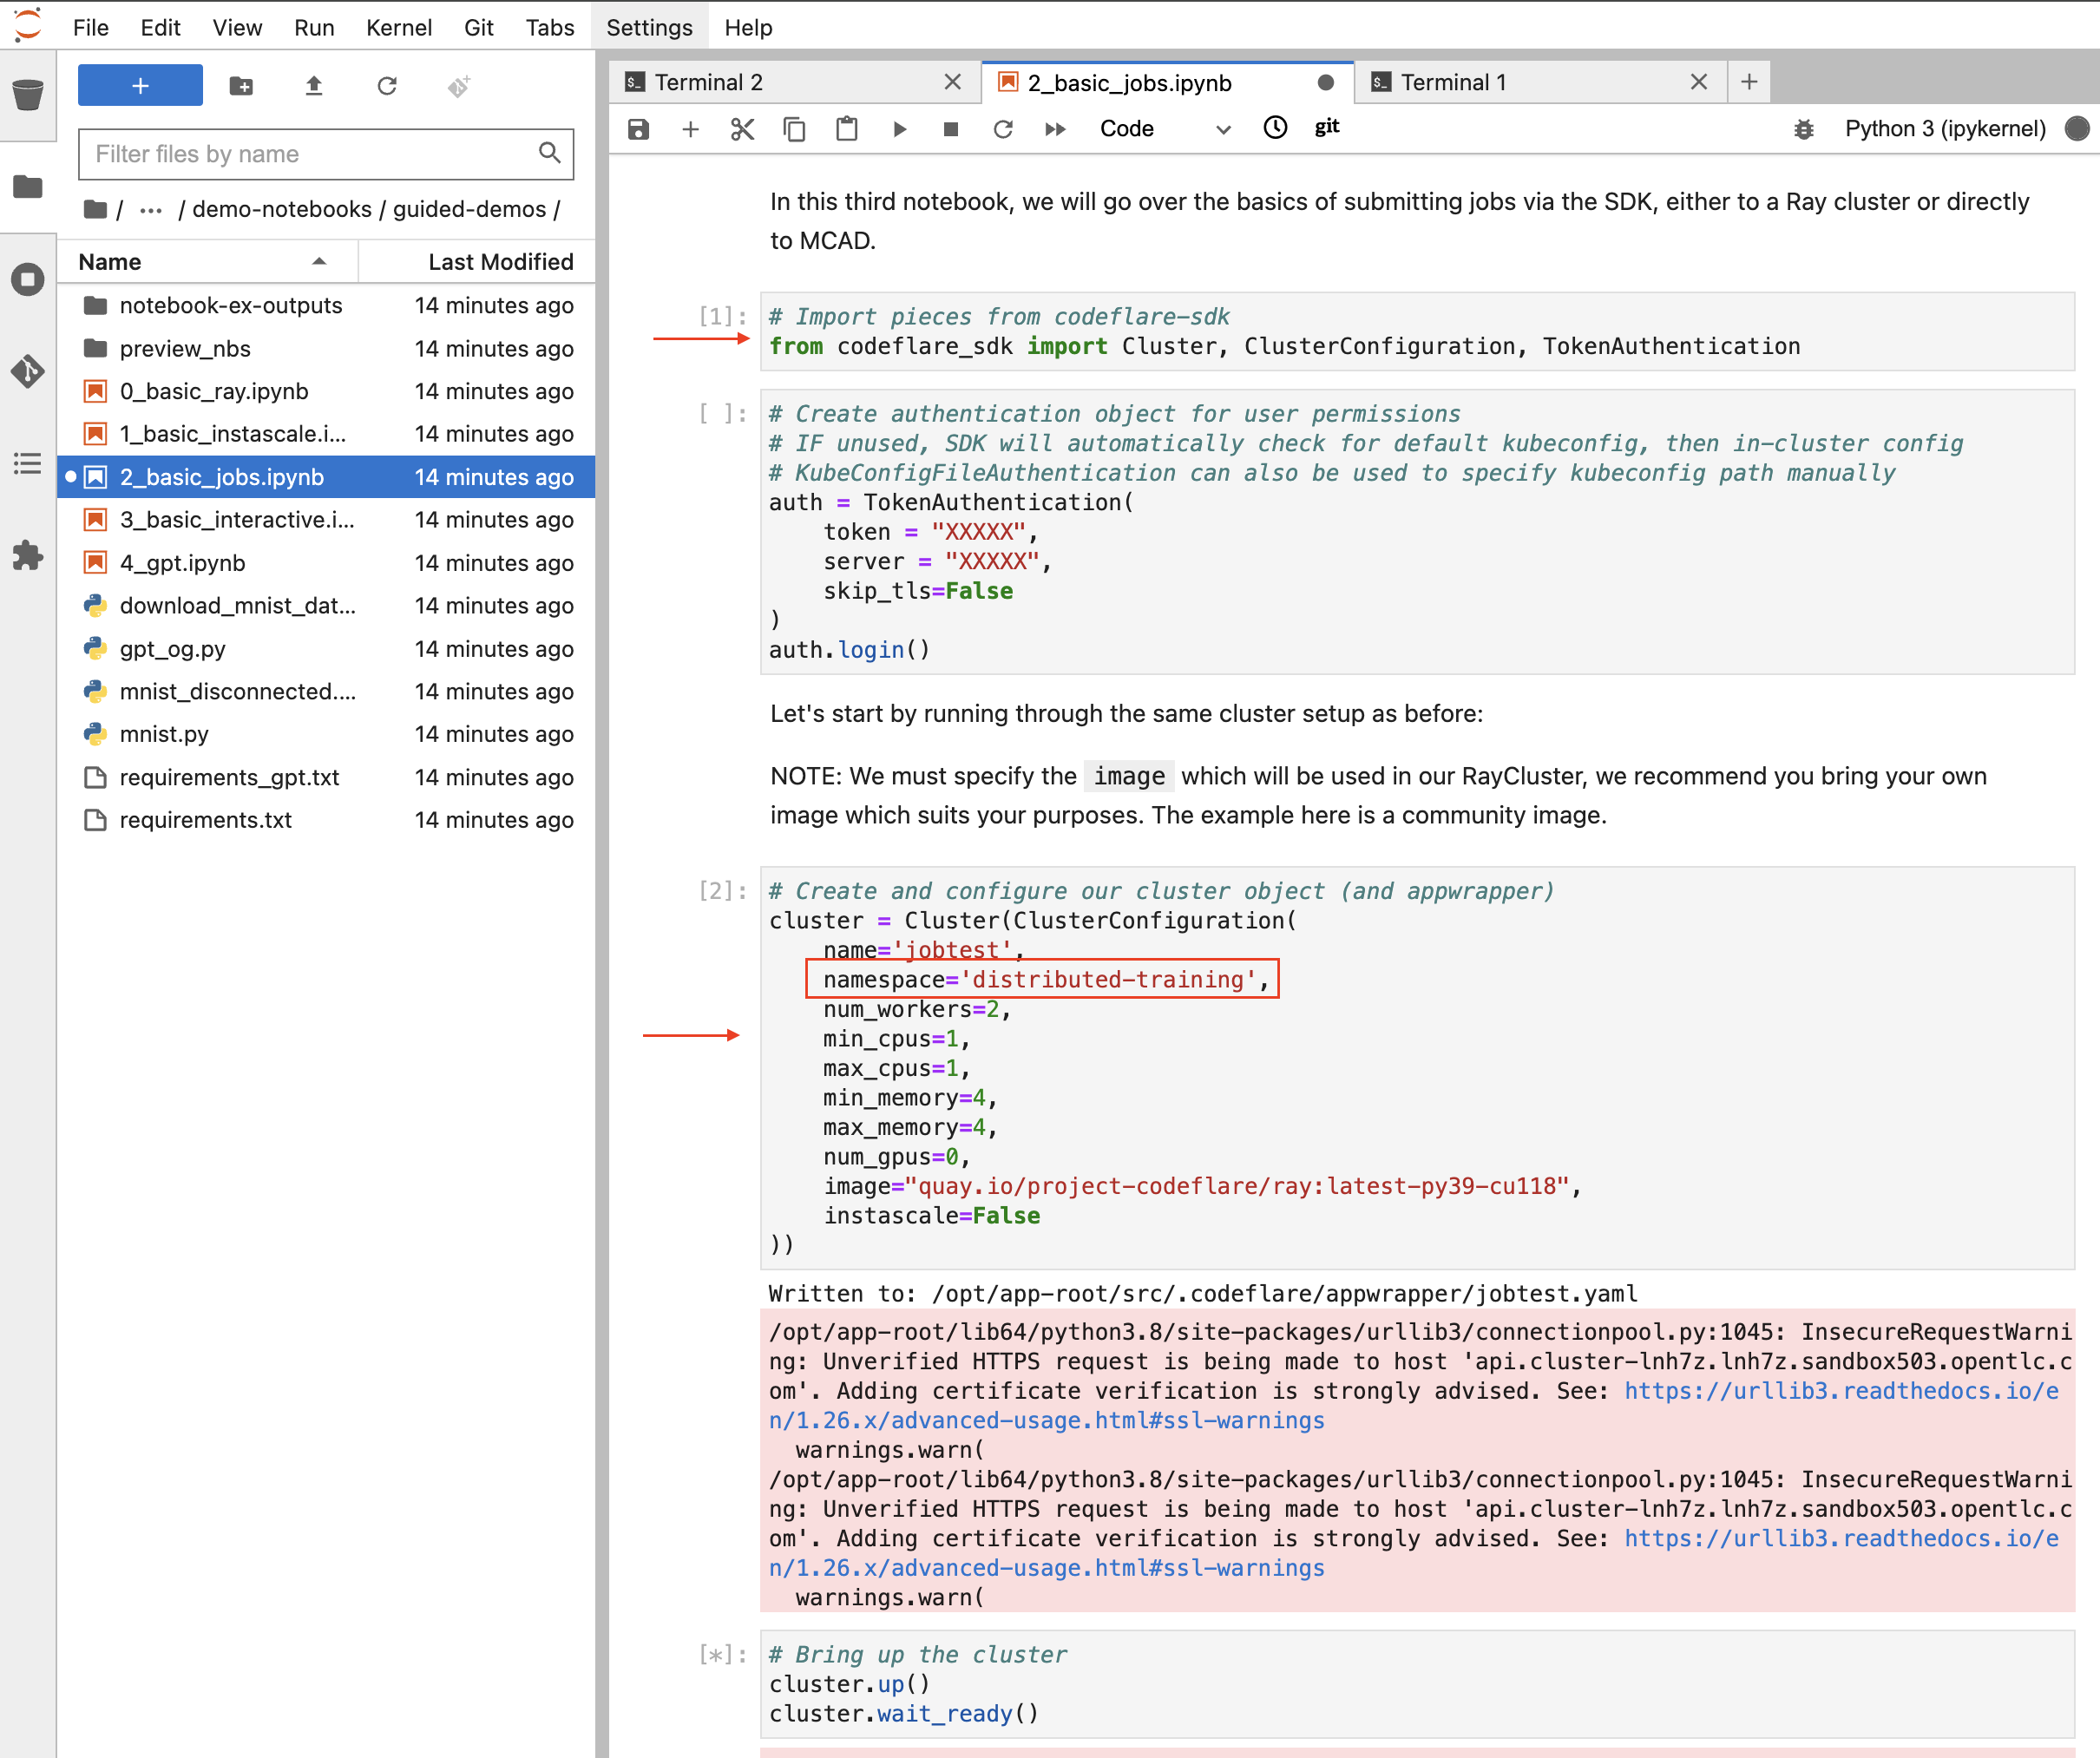 File Edit View Run Kernel Git Tabs Settings Help
+
Filter files by name
/ ... / demo-notebooks / guided-demos /
Name Last Modified
notebook-ex-outputs 14 minutes ago
preview_nbs 14 minutes ago
0_basic_ray.ipynb 14 minutes ago
1_basic_instascale.i... 14 minutes ago
2_basic_jobs.ipynb 14 minutes ago
3_basic_interactive.i... 14 minutes ago
4_gpt.ipynb 14 minutes ago
download_mnist_dat... 14 minutes ago
gpt_og.py 14 minutes ago
mnist_disconnected.... 14 minutes ago
mnist.py 14 minutes ago
requirements_gpt.txt 14 minutes ago
requirements.txt 14 minutes ago
Terminal 2 2_basic_jobs.ipynb Terminal 1
Code git Python 3 (ipykernel)
In this third notebook, we will go over the basics of submitting jobs via the SDK, either to a Ray cluster or directly
to MCAD.
[1]: # Import pieces from codeflare-sdk
from codeflare_sdk import Cluster, ClusterConfiguration, TokenAuthentication
[ ]: # Create authentication object for user permissions
# IF unused, SDK will automatically check for default kubeconfig, then in-cluster config
# KubeConfigFileAuthentication can also be used to specify kubeconfig path manually
auth = TokenAuthentication(
    token = "XXXXX",
    server = "XXXXX",
    skip_tls=False
)
auth.login()
Let's start by running through the same cluster setup as before:
NOTE: We must specify the image which will be used in our RayCluster, we recommend you bring your own
image which suits your purposes. The example here is a community image.
[2]: # Create and configure our cluster object (and appwrapper)
cluster = Cluster(ClusterConfiguration(
    name='jobtest',
    namespace='distributed-training',
    num_workers=2,
    min_cpus=1,
    max_cpus=1,
    min_memory=4,
    max_memory=4,
    num_gpus=0,
    image="quay.io/project-codeflare/ray:latest-py39-cu118",
    instascale=False
))
Written to: /opt/app-root/src/.codeflare/appwrapper/jobtest.yaml
/opt/app-root/lib64/python3.8/site-packages/urllib3/connectionpool.py:1045: InsecureRequestWarni
ng: Unverified HTTPS request is being made to host 'api.cluster-lnh7z.lnh7z.sandbox503.opentlc.c
om'. Adding certificate verification is strongly advised. See: https://urllib3.readthedocs.io/e
n/1.26.x/advanced-usage.html#ssl-warnings
  warnings.warn(
/opt/app-root/lib64/python3.8/site-packages/urllib3/connectionpool.py:1045: InsecureRequestWarni
ng: Unverified HTTPS request is being made to host 'api.cluster-lnh7z.lnh7z.sandbox503.opentlc.c
om'. Adding certificate verification is strongly advised. See: https://urllib3.readthedocs.io/e
n/1.26.x/advanced-usage.html#ssl-warnings
  warnings.warn(
[*]: # Bring up the cluster
cluster.up()
cluster.wait_ready()